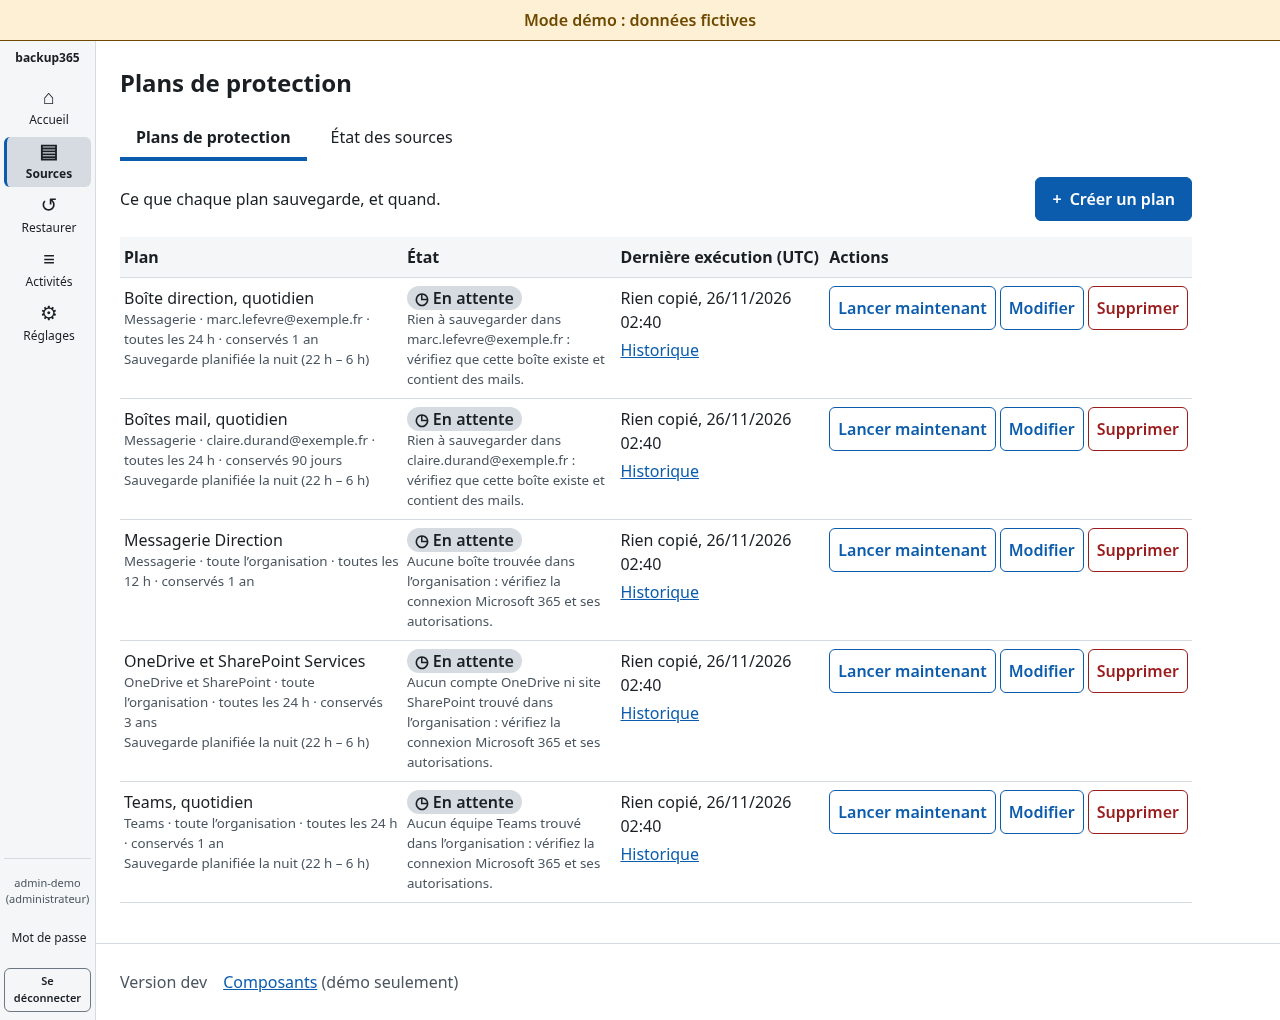 Mode démo : données fictives
backup365
Accueil
Sources
Restaurer
Activités
Réglages
admin-demo
(administrateur)
Mot de passe
Se
déconnecter
Plans de protection
Plans de protection
État des sources
Ce que chaque plan sauvegarde, et quand.
+ Créer un plan
Plan
État
Dernière exécution (UTC)
Actions
Boîte direction, quotidien
Messagerie · marc.lefevre@exemple.fr ·
toutes les 24 h · conservés 1 an
Sauvegarde planifiée la nuit (22 h – 6 h)
En attente
Rien à sauvegarder dans
marc.lefevre@exemple.fr :
vérifiez que cette boîte existe et
contient des mails.
Rien copié, 26/11/2026
02:40
Historique
Lancer maintenant
Modifier
Supprimer
Boîtes mail, quotidien
Messagerie · claire.durand@exemple.fr ·
toutes les 24 h · conservés 90 jours
Sauvegarde planifiée la nuit (22 h – 6 h)
En attente
Rien à sauvegarder dans
claire.durand@exemple.fr :
vérifiez que cette boîte existe et
contient des mails.
Rien copié, 26/11/2026
02:40
Historique
Lancer maintenant
Modifier
Supprimer
Messagerie Direction
Messagerie · toute l’organisation · toutes les
12 h · conservés 1 an
En attente
Aucune boîte trouvée dans
l’organisation : vérifiez la
connexion Microsoft 365 et ses
autorisations.
Rien copié, 26/11/2026
02:40
Historique
Lancer maintenant
Modifier
Supprimer
OneDrive et SharePoint Services
OneDrive et SharePoint · toute
l’organisation · toutes les 24 h · conservés
3 ans
Sauvegarde planifiée la nuit (22 h – 6 h)
En attente
Aucun compte OneDrive ni site
SharePoint trouvé dans
l’organisation : vérifiez la
connexion Microsoft 365 et ses
autorisations.
Rien copié, 26/11/2026
02:40
Historique
Lancer maintenant
Modifier
Supprimer
Teams, quotidien
Teams · toute l’organisation · toutes les 24 h
· conservés 1 an
Sauvegarde planifiée la nuit (22 h – 6 h)
En attente
Aucun équipe Teams trouvé
dans l’organisation : vérifiez la
connexion Microsoft 365 et ses
autorisations.
Rien copié, 26/11/2026
02:40
Historique
Lancer maintenant
Modifier
Supprimer
Version dev
Composants (démo seulement)